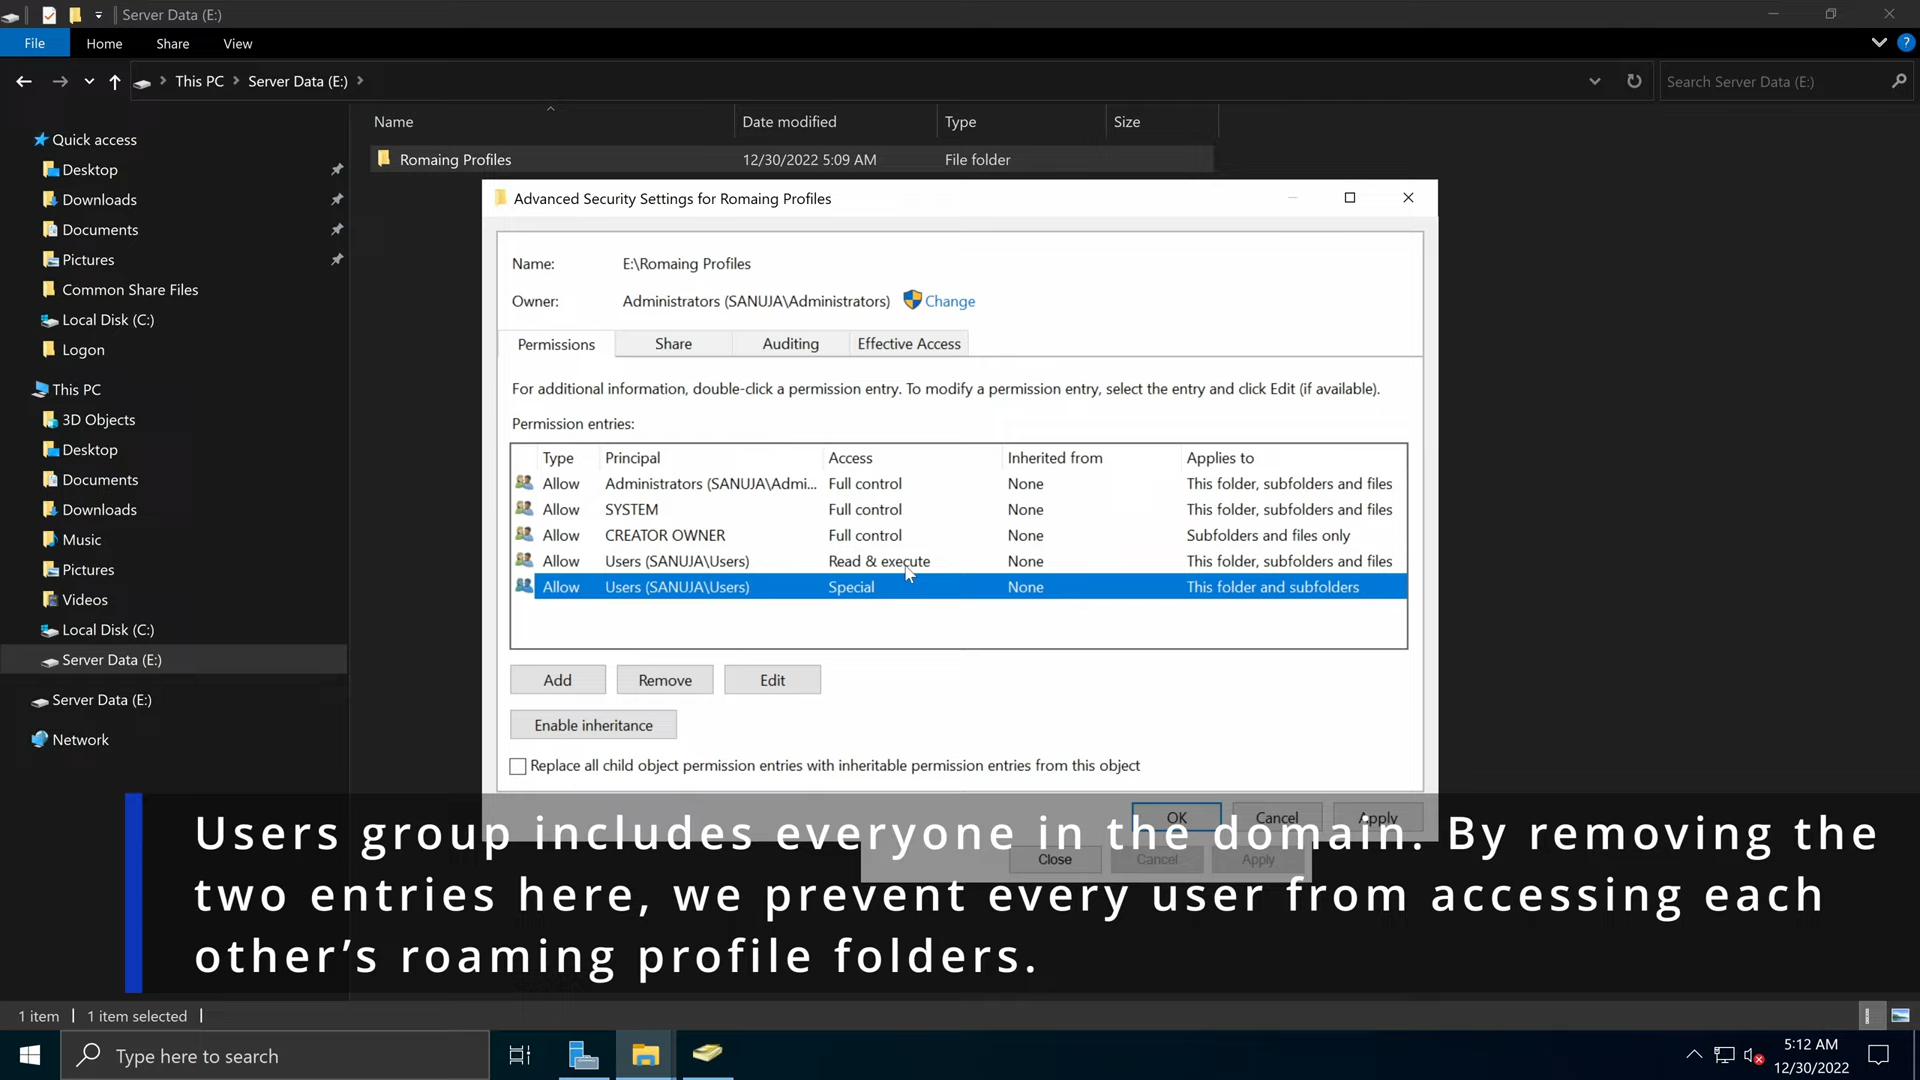 Server Data (E:)
File Home Share View
This PC Server Data (E:)
Search Server Data (E:)
Name Date modified Type Size
Romaing Profiles 12/30/2022 5:09 AM File folder
Quick access
Desktop
Downloads
Documents
Pictures
Common Share Files
Local Disk (C:)
Logon
This PC
3D Objects
Desktop
Documents
Downloads
Music
Pictures
Videos
Local Disk (C:)
Server Data (E:)
Server Data (E:)
Network
Advanced Security Settings for Romaing Profiles
Name: E:\Romaing Profiles
Owner: Administrators (SANUJA\Administrators) Change
Permissions Share Auditing Effective Access
For additional information, double-click a permission entry. To modify a permission entry, select the entry and click Edit (if available).
Permission entries:
Type Principal Access Inherited from Applies to
Allow Administrators (SANUJA\Admi... Full control None This folder, subfolders and files
Allow SYSTEM Full control None This folder, subfolders and files
Allow CREATOR OWNER Full control None Subfolders and files only
Allow Users (SANUJA\Users) Read & execute None This folder, subfolders and files
Allow Users (SANUJA\Users) Special None This folder and subfolders
Add Remove Edit
Enable inheritance
Replace all child object permission entries with inheritable permission entries from this object
OK Cancel Apply
Close Cancel Apply
Users group includes everyone in the domain. By removing the
two entries here, we prevent every user from accessing each
other’s roaming profile folders.
1 item 1 item selected
Type here to search
5:12 AM
12/30/2022